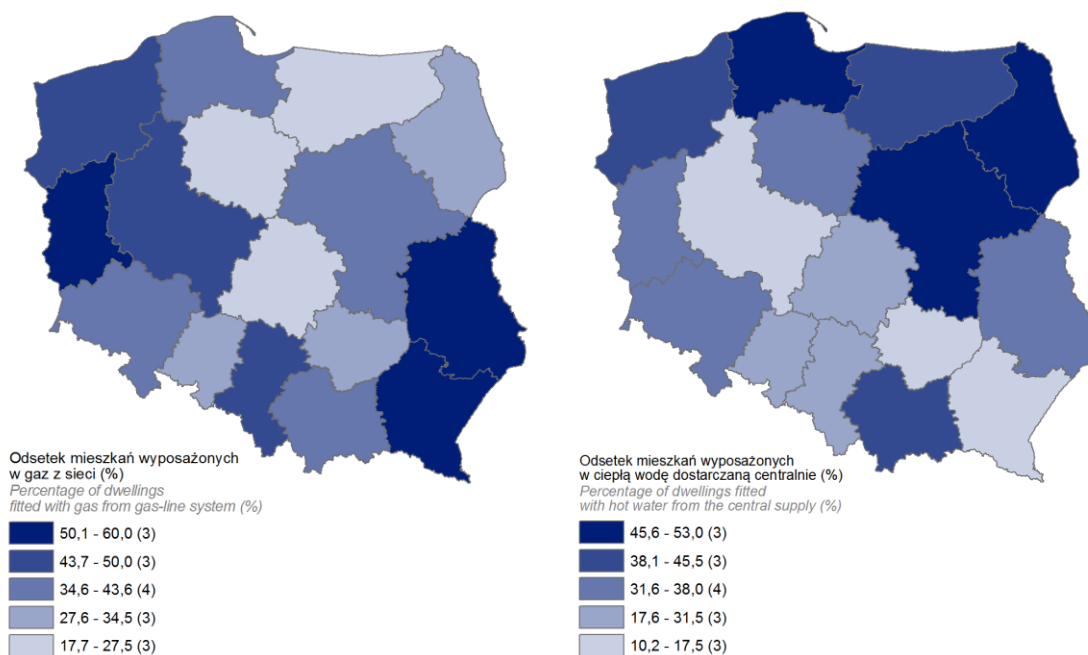 Odsetek mieszkań wyposażonych
w gaz z sieci (%)
Percentage of dwellings
fitted with gas from gas-line system (%)
50,1 - 60,0 (3)
43,7 - 50,0 (3)
34,6 - 43,6 (4)
27,6 - 34,5 (3)
17,7 - 27,5 (3)
Odsetek mieszkań wyposażonych
w ciepłą wodę dostarczaną centralnie (%)
Percentage of dwellings fitted
with hot water from the central supply (%)
45,6 - 53,0 (3)
38,1 - 45,5 (3)
31,6 - 38,0 (4)
17,6 - 31,5 (3)
10,2 - 17,5 (3)